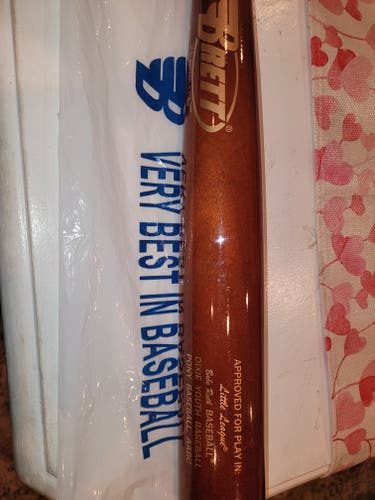 BRETT®
VERY BEST IN BASEBALL
APPROVED FOR PLAY IN:
Little League®
Babe Ruth BASEBALL
DIXIE YOUTH BASEBALL
PONY BASEBALL, AABC